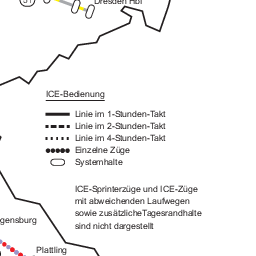 51
Dresden Hbf
ICE-Bedienung
Linie im 1-Stunden-Takt
Linie im 2-Stunden-Takt
Linie im 4-Stunden-Takt
Einzelne Züge
Systemhalte
ICE-Sprinterzüge und ICE-Züge
mit abweichenden Laufwegen
sowie zusätzlicheTagesrandhalte
sind nicht dargestellt
gensburg
Plattling